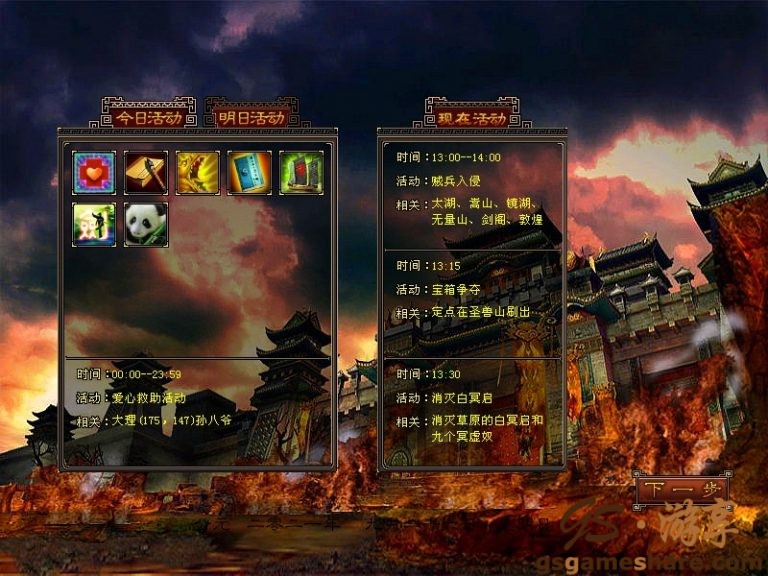 今日活动
明日活动
时间：00:00--23:59
活动：爱心救助活动
相关：大理(175，147)孙八爷
现在活动
时间：13:00--14:00
活动：贼兵入侵
相关：太湖、嵩山、镜湖、
无量山、剑阁、敦煌
时间：13:15
活动：宝箱争夺
相关：定点在圣兽山刷出
时间：13:30
活动：消灭白冥启
相关：消灭草原的白冥启和
九个冥虚奴
下一步
GS·游享
gsgameshare.com